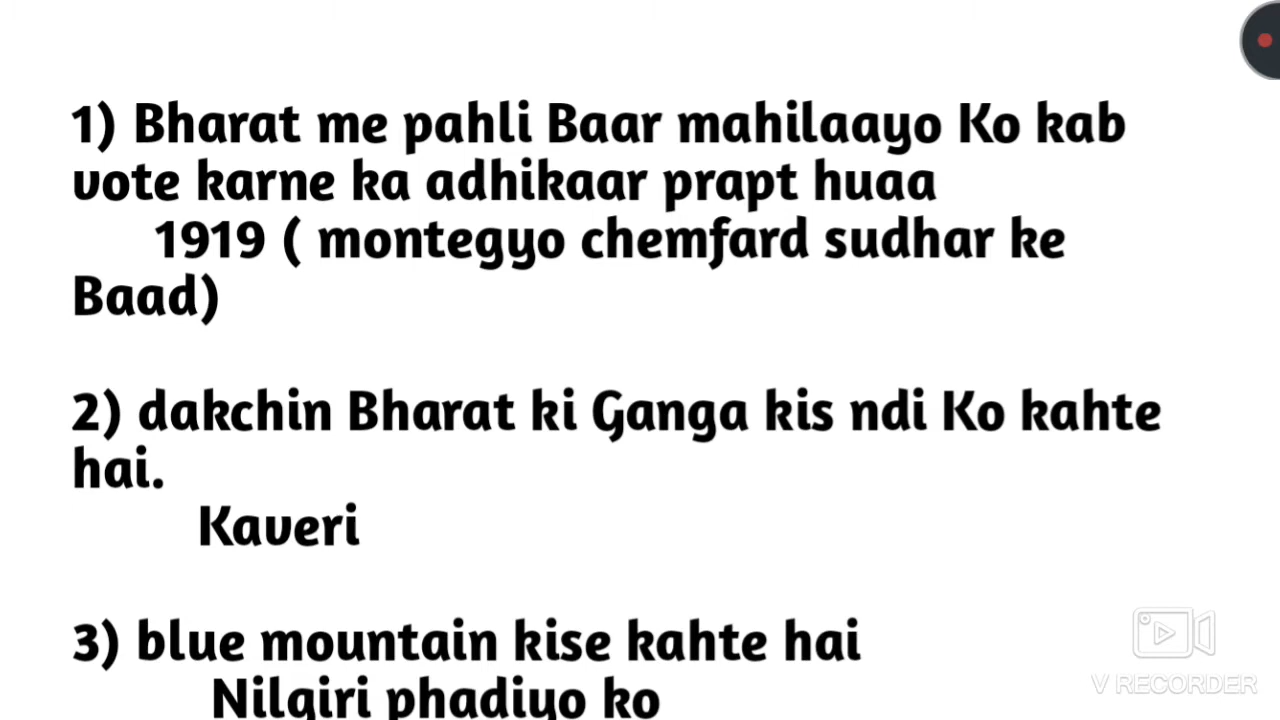 1) Bharat me pahli Baar mahilaayo Ko kab
vote karne ka adhikaar prapt huaa
1919 ( montegyo chemfard sudhar ke
Baad)
2) dakchin Bharat ki Ganga kis ndi Ko kahte
hai.
Kaveri
3) blue mountain kise kahte hai
Nilgiri phadiyo ko
V RECORDER